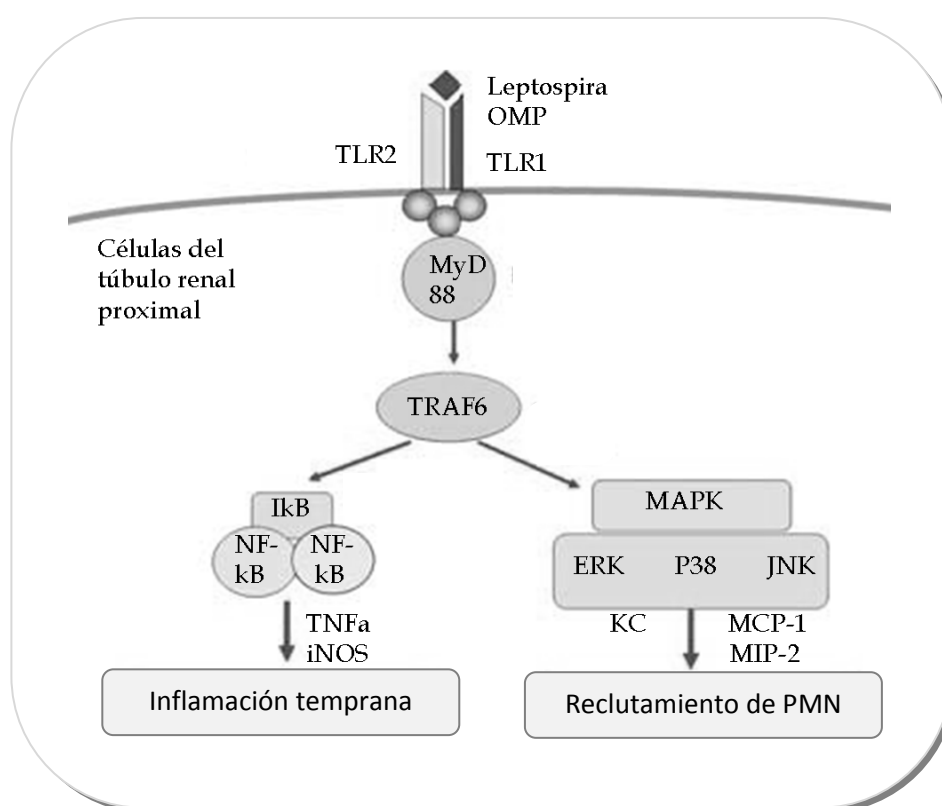 Leptospira
OMP
TLR2
TLR1
Células del
túbulo renal
proximal
MyD
88
TRAF6
IkB
NF-
kB
NF-
kB
MAPK
ERK P38 JNK
TNFa
iNOS
KC
MCP-1
MIP-2
Inflamación temprana
Reclutamiento de PMN